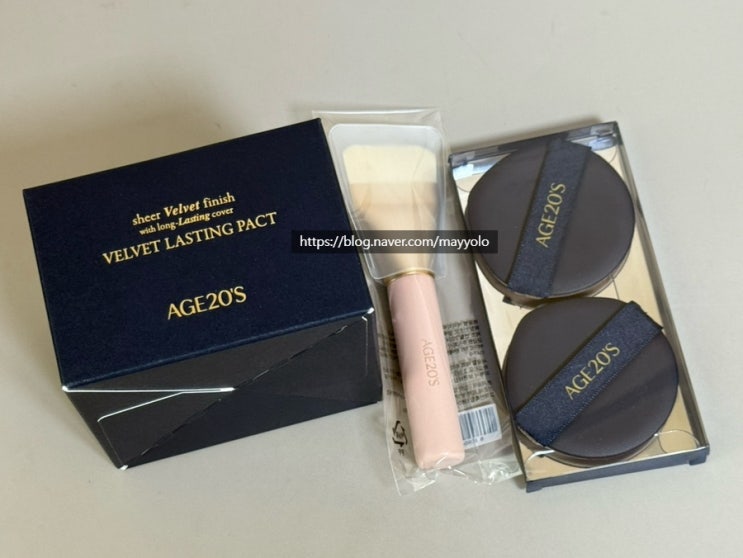 sheer Velvet finish
with long-Lasting cover
VELVET LASTING PACT
AGE20'S
https://blog.naver.com/mayyolo
AGE20'S
AGE20'S
AGE20'S